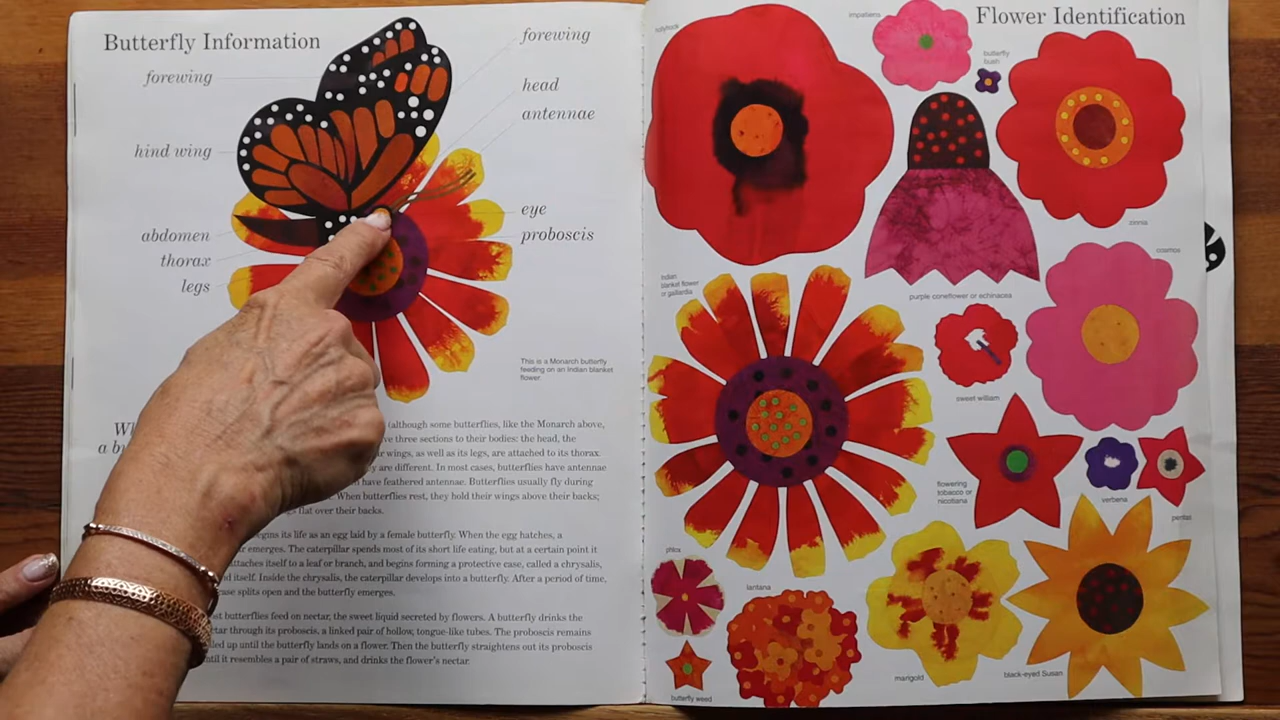 Butterfly Information
forewing
forewing
head
hind wing
antennae
eye
abdomen
proboscis
thorax
legs
This is a Monarch butterfly
feeding on an Indian blanket
flower.
a b
(although some butterflies, like the Monarch above,
three sections to their bodies: the head, the
wings, as well as its legs, are attached to its thorax
are different. In most cases, butterflies have antennae
have feathered antennae. Butterflies usually fly during
When butterflies rest, they hold their wings above their backs;
flat over their backs.
its life as an egg laid by a female butterfly. When the egg hatches, a
emerges. The caterpillar spends most of its short life eating, but at a certain point it
attaches itself to a leaf or branch, and begins forming a protective case, called a chrysalis,
itself. Inside the chrysalis, the caterpillar develops into a butterfly. After a period of time,
case splits open and the butterfly emerges.
butterflies feed on nectar, the sweet liquid secreted by flowers. A butterfly drinks the
through its proboscis, a linked pair of hollow, tongue-like tubes. The proboscis remains
up until the butterfly lands on a flower. Then the butterfly straightens out its proboscis
until it resembles a pair of straws, and drinks the flower's nectar.
Flower Identification
hollyhock
impatiens
butterfly
bush
zinnia
cosmos
purple coneflower or echinacea
Indian
blanket flower
or gaillardia
sweet william
flowering
tobacco or
nicotiana
verbena
pentas
phlox
lantana
butterfly weed
marigold
black-eyed Susan